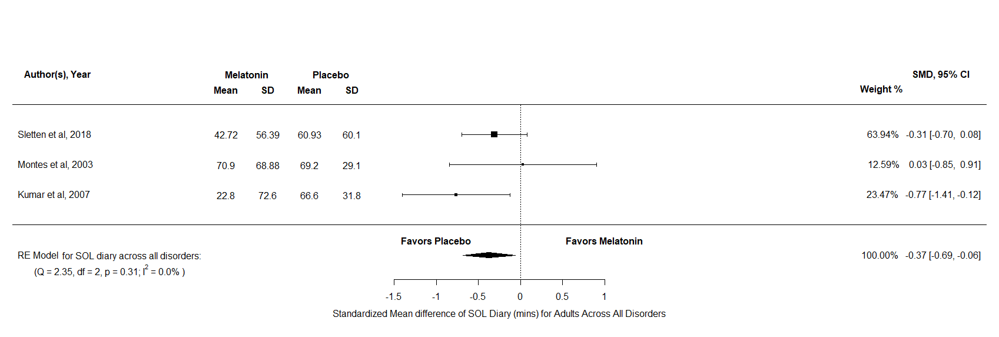 Author(s), Year Melatonin Placebo SMD, 95% CI
Mean SD Mean SD Weight %
Sletten et al, 2018 42.72 56.39 60.93 60.1 63.94% -0.31 [-0.70, 0.08]
Montes et al, 2003 70.9 68.88 69.2 29.1 12.59% 0.03 [-0.85, 0.91]
Kumar et al, 2007 22.8 72.6 66.6 31.8 23.47% -0.77 [-1.41, -0.12]
Favors Placebo Favors Melatonin
RE Model for SOL diary across all disorders: 100.00% -0.37 [-0.69, -0.06]
(Q = 2.35, df = 2, p = 0.31; I2 = 0.0% )
-1.5 -1 -0.5 0 0.5 1
Standardized Mean difference of SOL Diary (mins) for Adults Across All Disorders